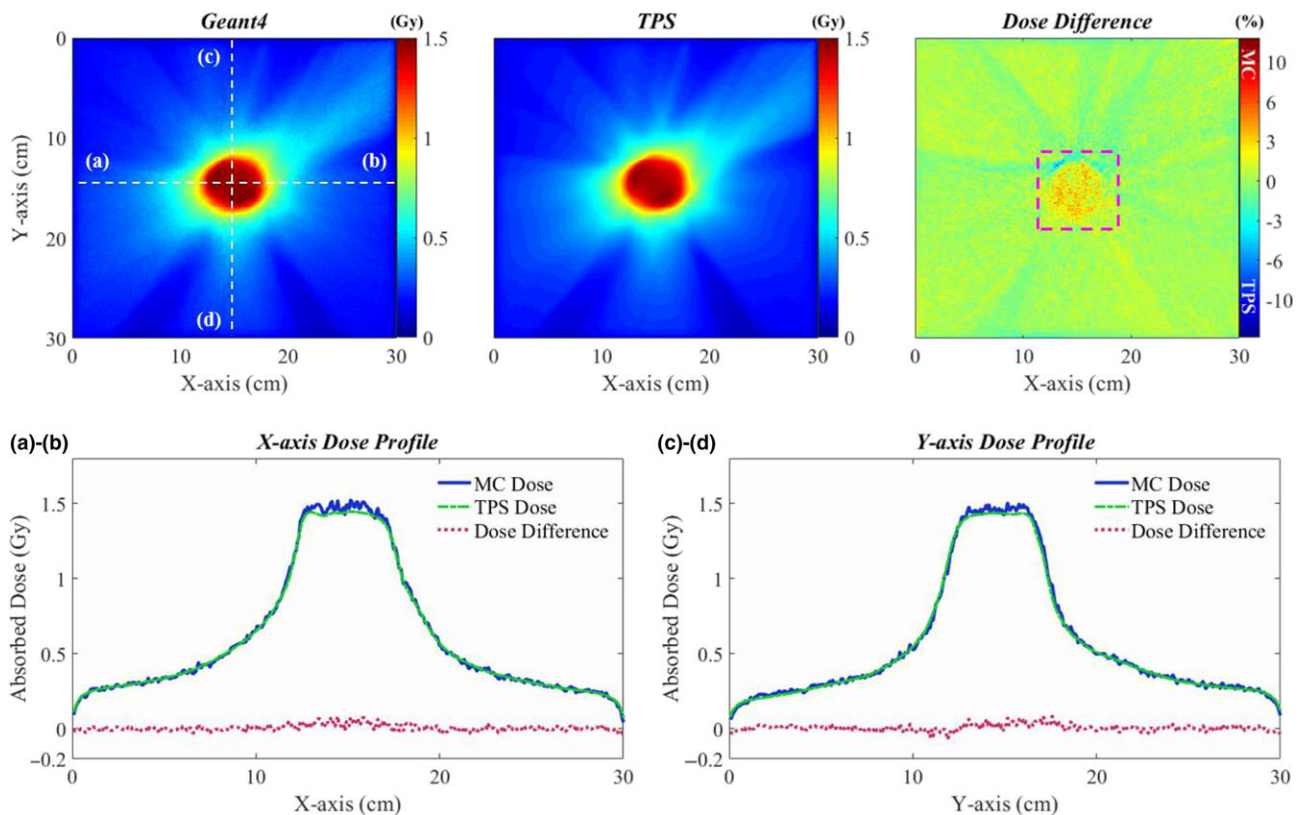 Geant4 (Gy)
TPS (Gy)
Dose Difference (%)
0
10
20
30
Y-axis (cm)
(c)
(a)
(b)
(d)
0
10
20
30
X-axis (cm)
1.5
1
0.5
0
0
10
20
30
X-axis (cm)
1.5
1
0.5
0
10
20
30
X-axis (cm)
MC
TPS
10
6
3
0
-3
-6
-10
(a)-(b) X-axis Dose Profile
MC Dose
TPS Dose
Dose Difference
Absorbed Dose (Gy)
1.5
1
0.5
0
−0.2
0
10
20
30
X-axis (cm)
(c)-(d) Y-axis Dose Profile
MC Dose
TPS Dose
Dose Difference
Absorbed Dose (Gy)
1.5
1
0.5
0
−0.2
0
10
20
30
Y-axis (cm)